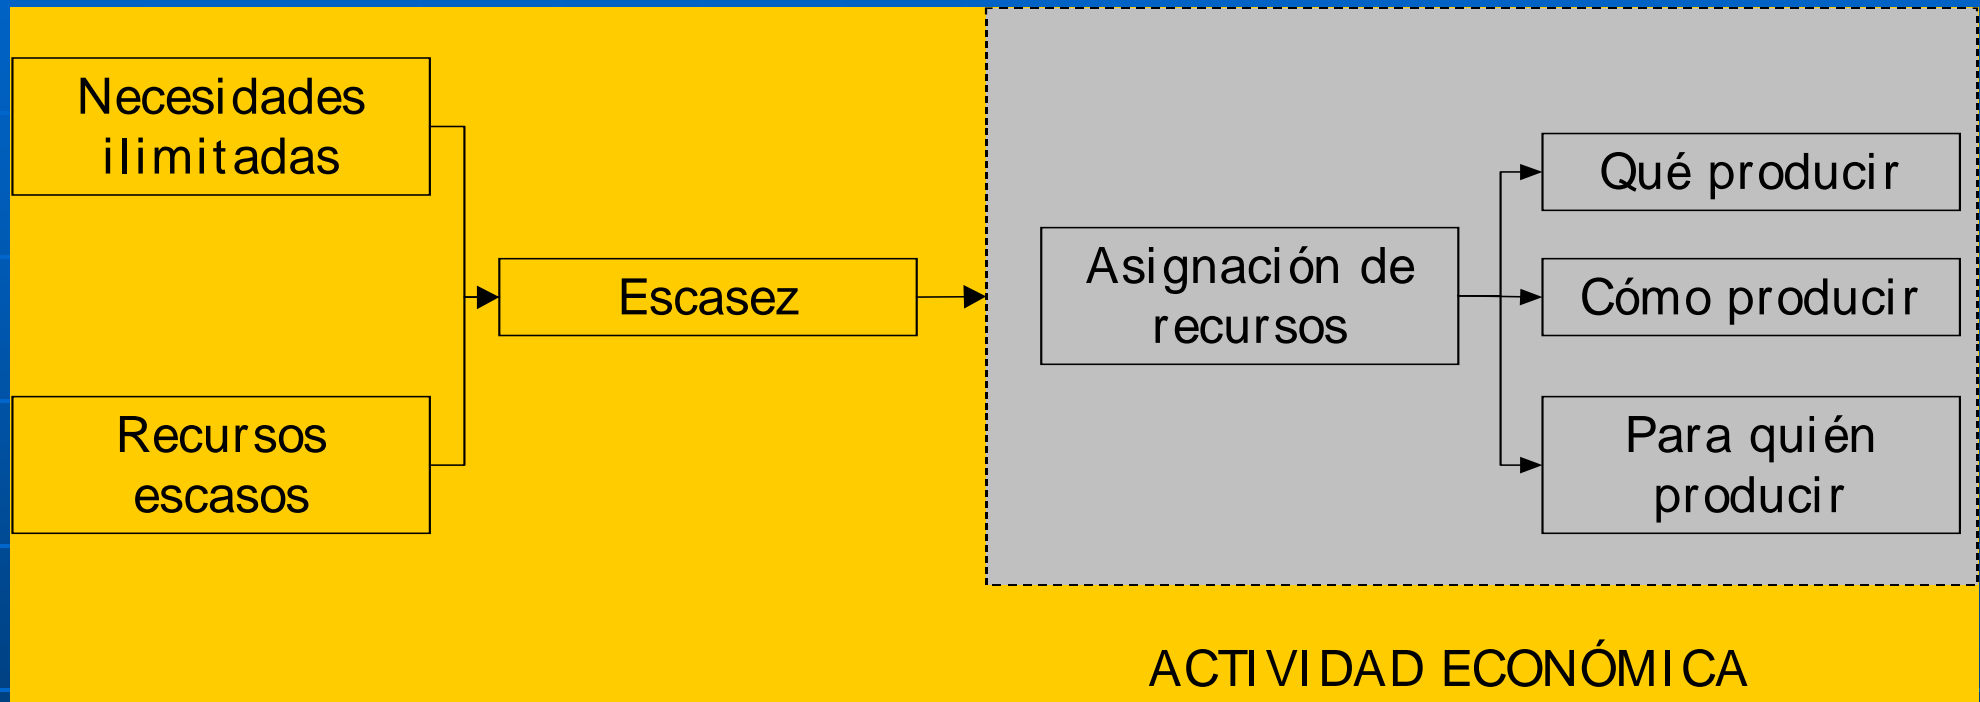 Necesidades
ilimitadas
Recursos
escasos
Escasez
Asignación de
recursos
Qué producir
Cómo producir
Para quién
producir
ACTIVIDAD ECONÓMICA